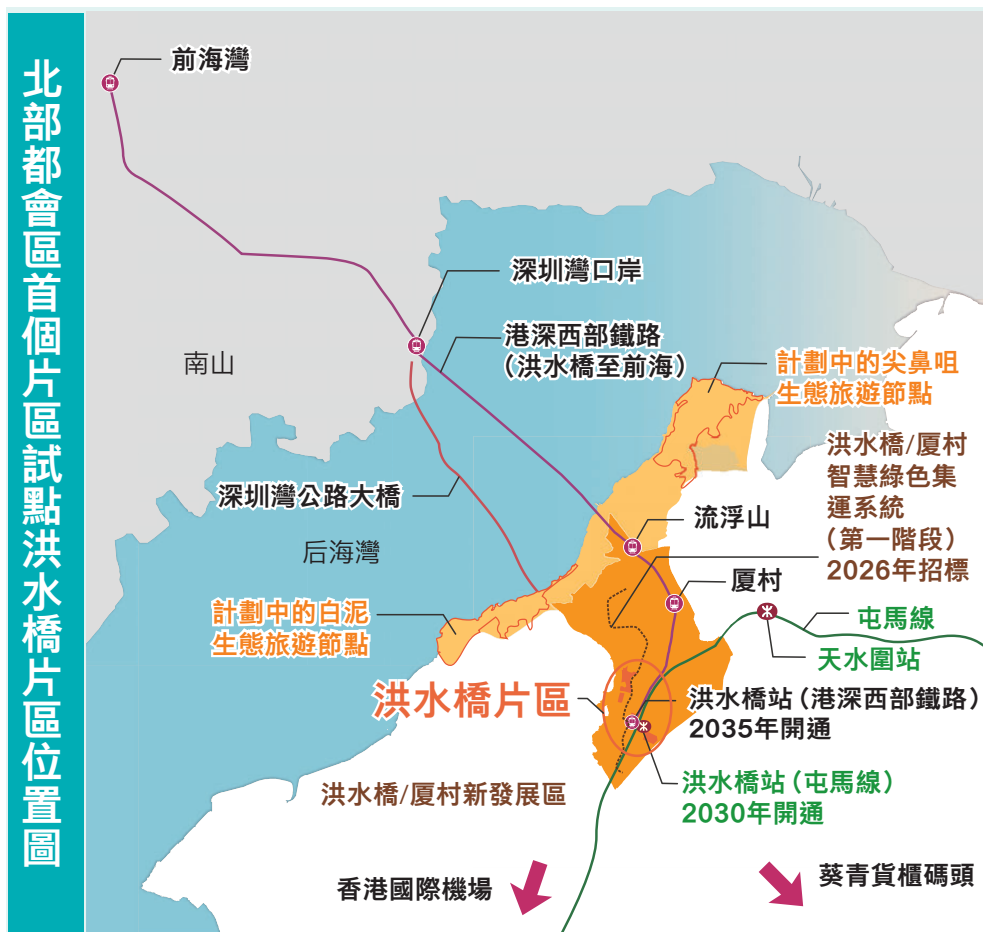 北部都會區首個片區試點洪水橋片區位置圖
前海灣
深圳灣口岸
南山
港深西部鐵路
（洪水橋至前海）
計劃中的尖鼻咀
生態旅遊節點
洪水橋/厦村
智慧綠色集
運系統
（第一階段）
2026年招標
深圳灣公路大橋
流浮山
后海灣
厦村
計劃中的白泥
生態旅遊節點
屯馬線
天水圍站
洪水橋片區
洪水橋站（港深西部鐵路）
2035年開通
洪水橋/厦村新發展區
洪水橋站（屯馬線）
2030年開通
香港國際機場
葵青貨櫃碼頭